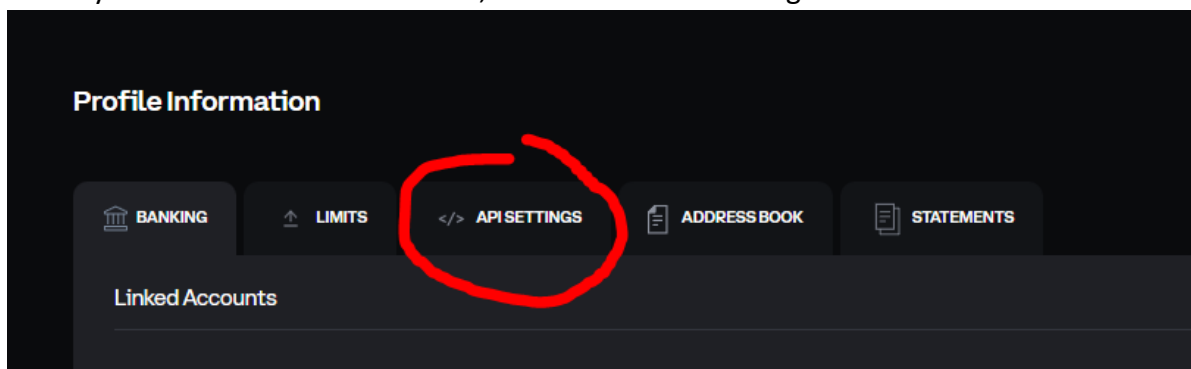 Profile Information
BANKING
LIMITS
</> API SETTINGS
ADDRESS BOOK
STATEMENTS
Linked Accounts